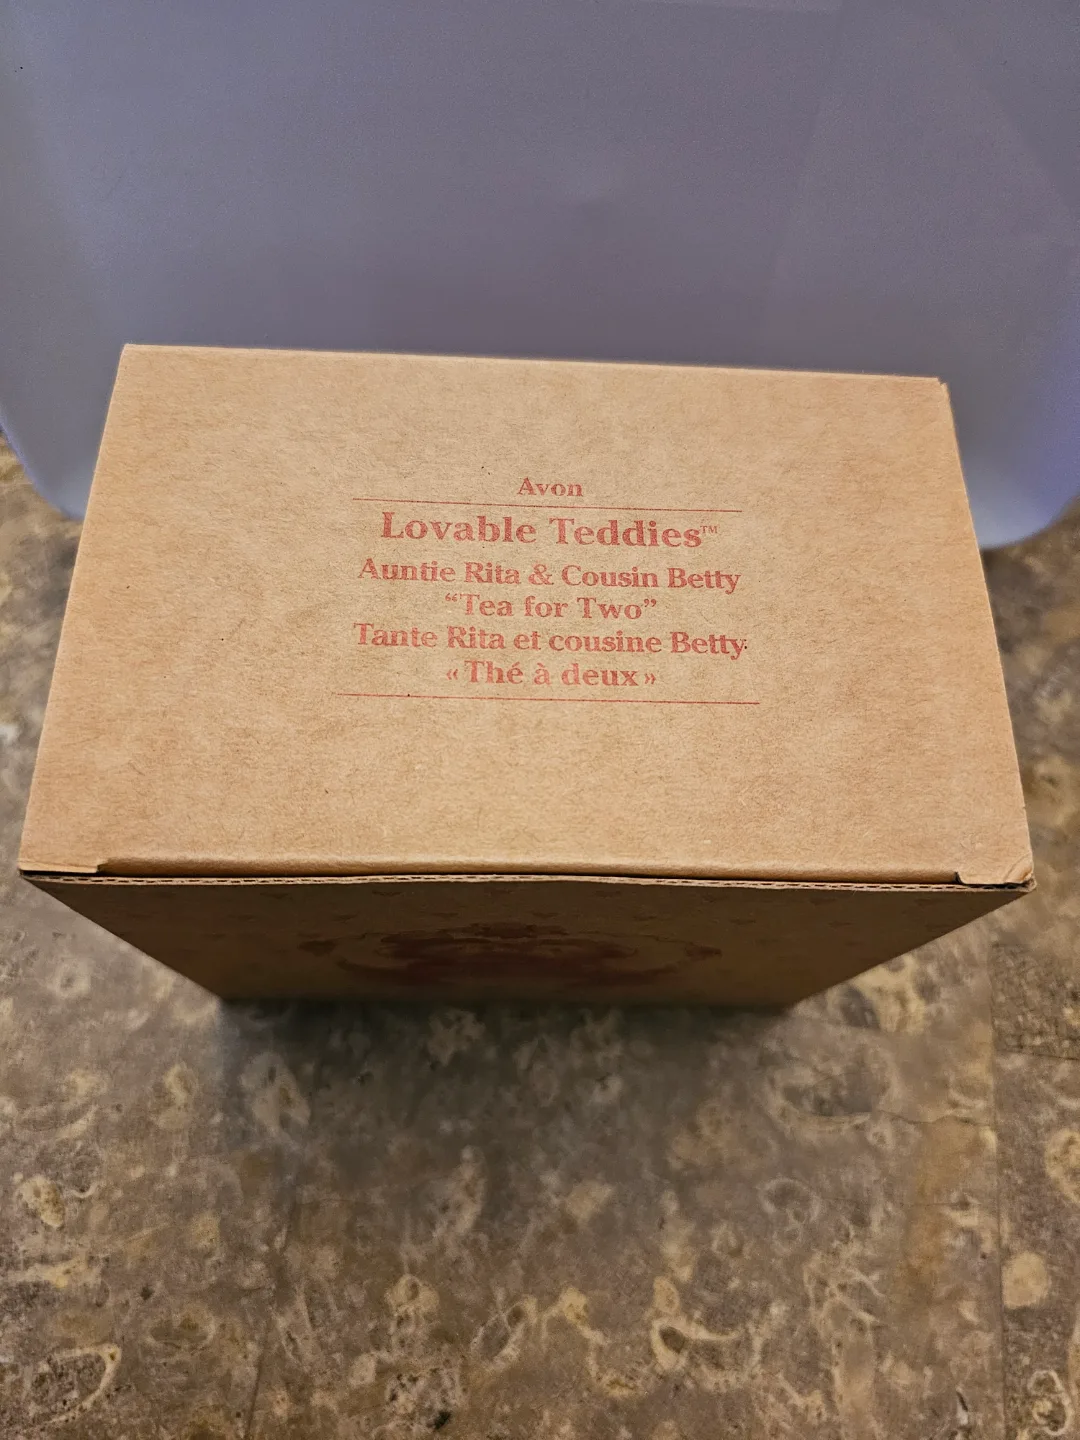 Avon
Lovable Teddies™
Auntie Rita & Cousin Betty
“Tea for Two”
Tante Rita et cousine Betty
«Thé à deux»